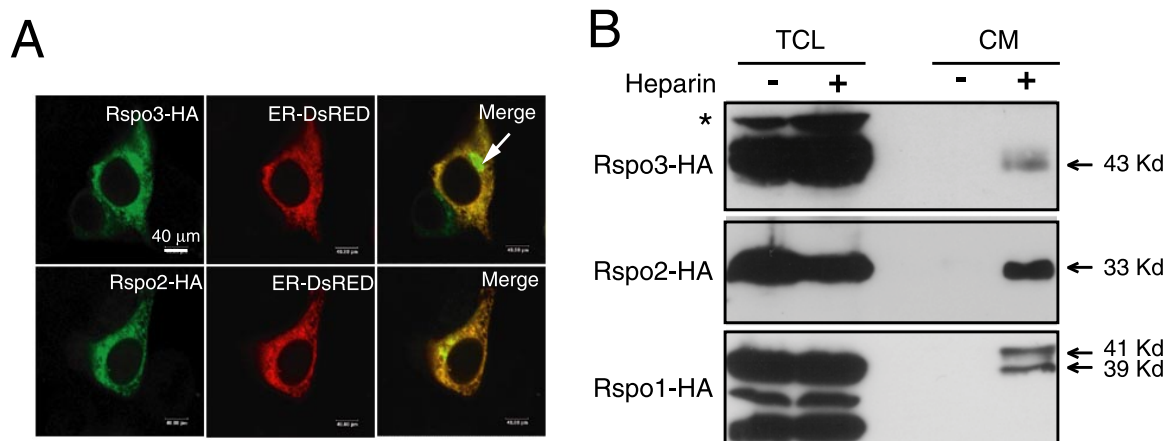 A
Rspo3-HA
ER-DsRED
Merge
40 μm
Rspo2-HA
ER-DsRED
Merge
B
TCL
CM
Heparin - + - +
*
Rspo3-HA
43 Kd
Rspo2-HA
33 Kd
Rspo1-HA
41 Kd
39 Kd